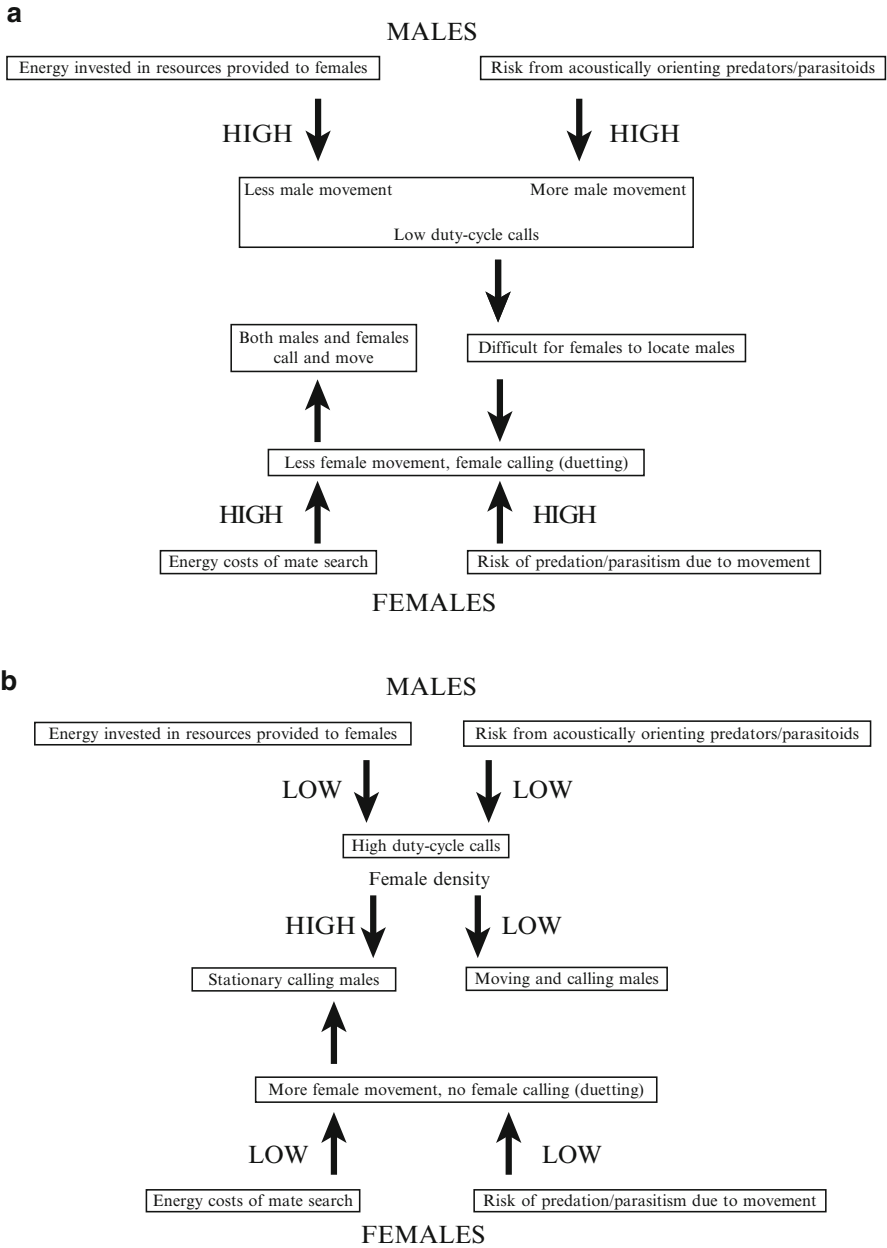 a
MALES
Energy invested in resources provided to females
Risk from acoustically orienting predators/parasitoids
HIGH
HIGH
Less male movement
More male movement
Low duty-cycle calls
Both males and females
call and move
Difficult for females to locate males
Less female movement, female calling (duetting)
HIGH
HIGH
Energy costs of mate search
Risk of predation/parasitism due to movement
FEMALES
b
MALES
Energy invested in resources provided to females
Risk from acoustically orienting predators/parasitoids
LOW
LOW
High duty-cycle calls
Female density
HIGH
LOW
Stationary calling males
Moving and calling males
More female movement, no female calling (duetting)
LOW
LOW
Energy costs of mate search
Risk of predation/parasitism due to movement
FEMALES